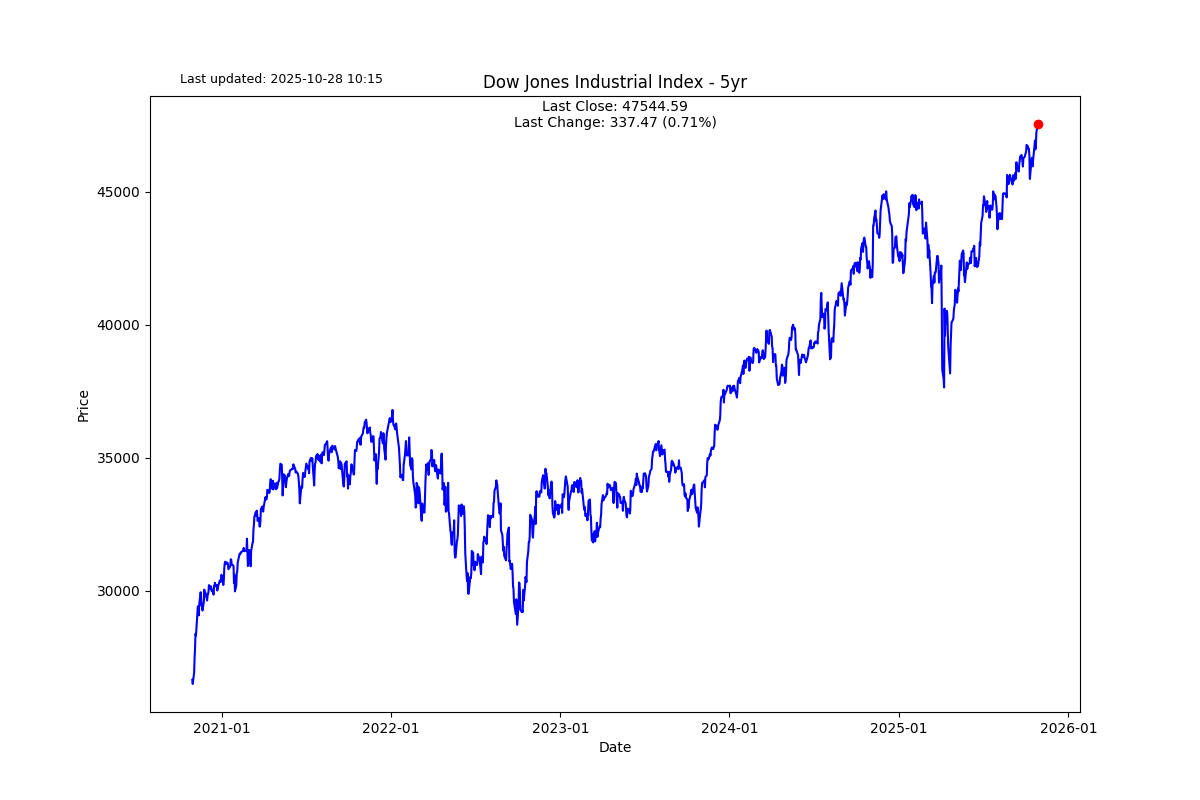 Last updated: 2025-10-28 10:15
Dow Jones Industrial Index - 5yr
Last Close: 47544.59
Last Change: 337.47 (0.71%)
Price
45000
40000
35000
30000
2021-01
2022-01
2023-01
2024-01
2025-01
2026-01
Date